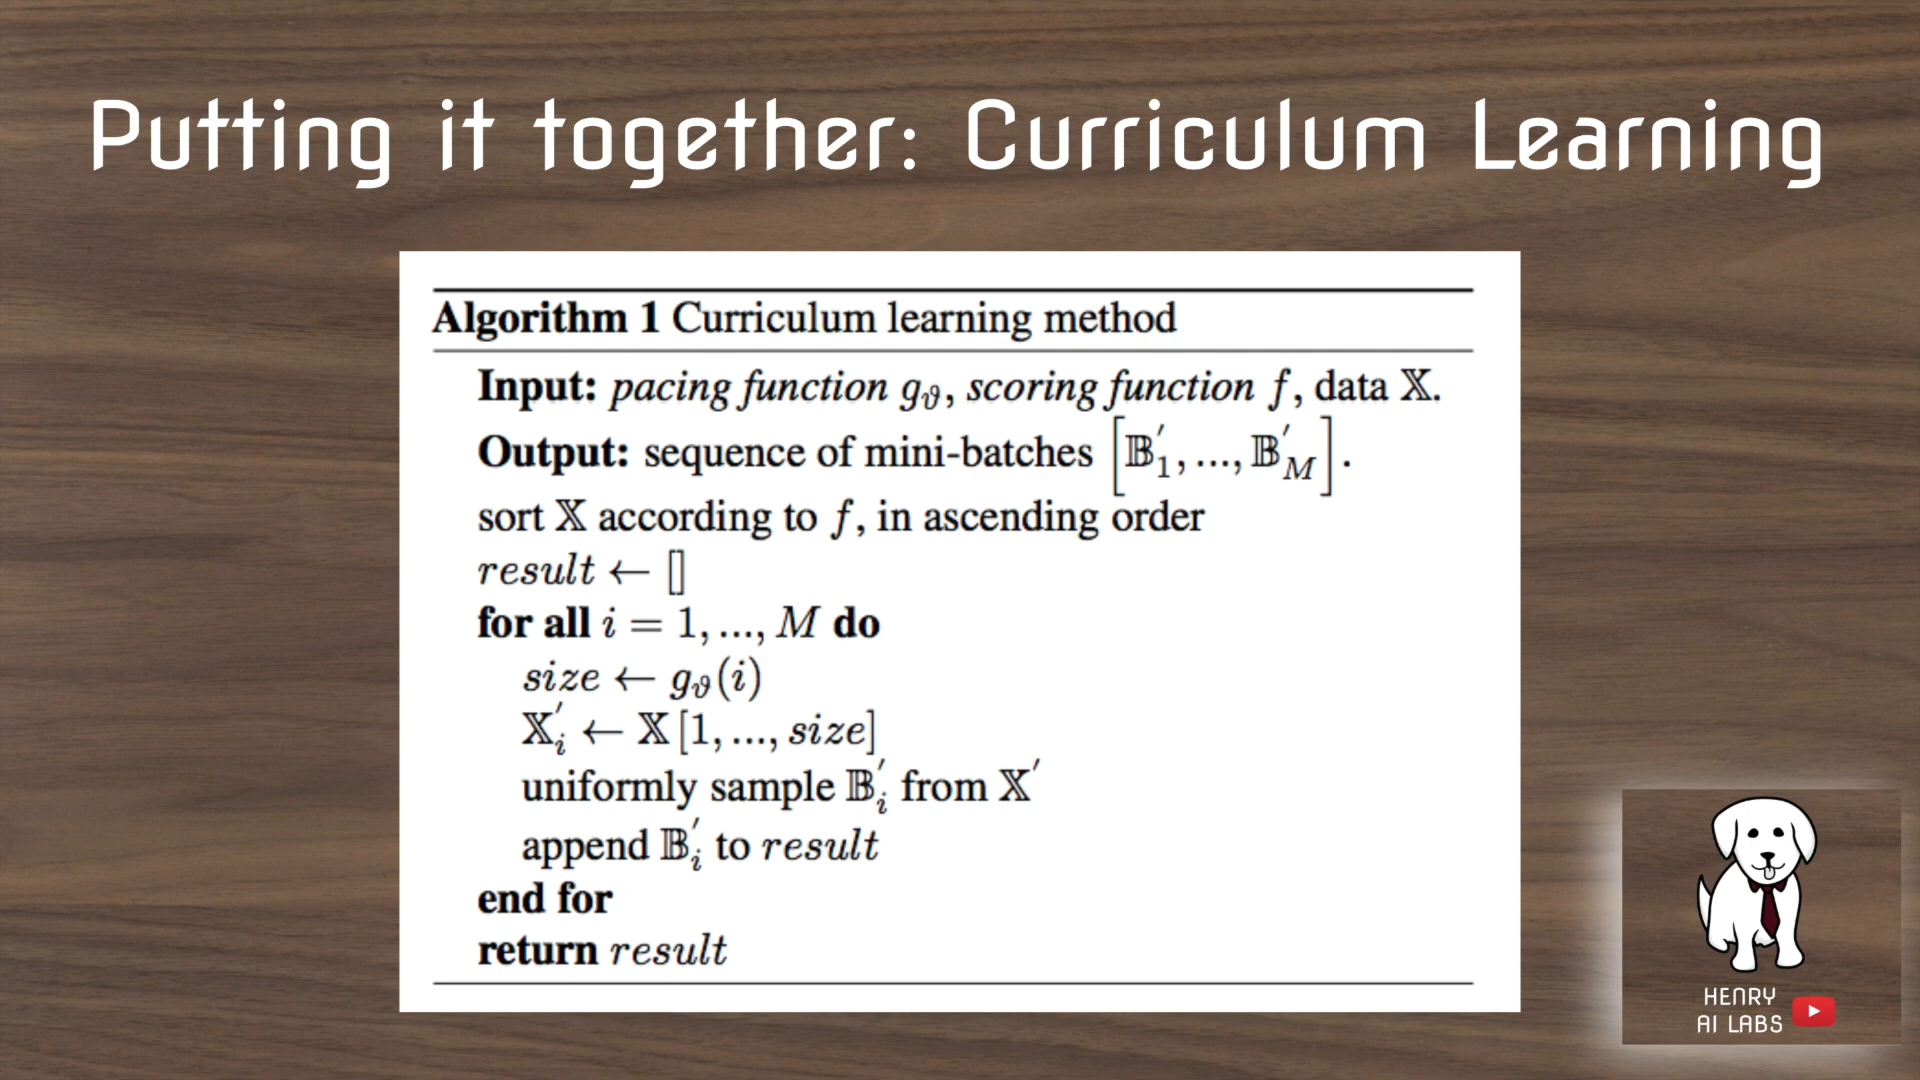 Putting it together: Curriculum Learning
Algorithm 1 Curriculum learning method
Input: pacing function g_ϑ, scoring function f, data 𝕏.
Output: sequence of mini-batches [𝔹′_1, ..., 𝔹′_M].
sort 𝕏 according to f, in ascending order
result ← []
for all i = 1, ..., M do
size ← g_ϑ(i)
𝕏′_i ← 𝕏[1, ..., size]
uniformly sample 𝔹′_i from 𝕏′
append 𝔹′_i to result
end for
return result
HENRY
AI LABS